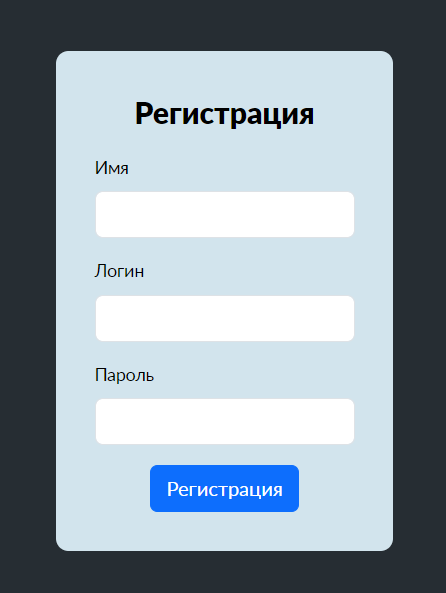 Регистрация
Имя
Логин
Пароль
Регистрация